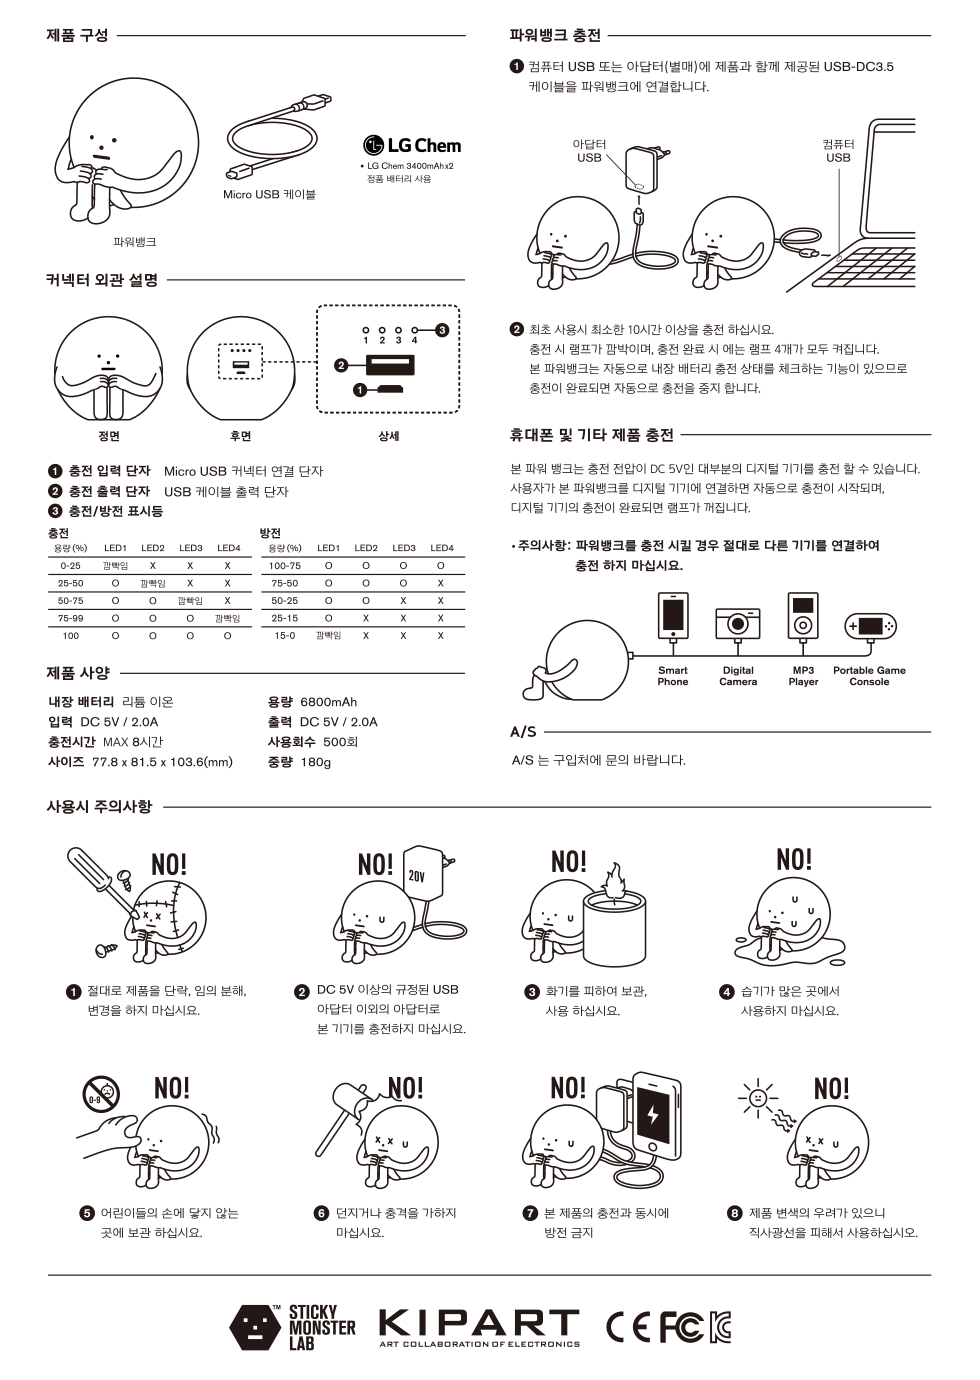 제품 구성
LG Chem
• LG Chem 3400mAhx2
정품 배터리 사용
Micro USB 케이블
파워뱅크
커넥터 외관 설명
1 2 3 4
3
2
1
정면
후면
상세
1 충전 입력 단자 Micro USB 커넥터 연결 단자
2 충전 출력 단자 USB 케이블 출력 단자
3 충전/방전 표시등
충전
용량(%) LED1 LED2 LED3 LED4
0-25 깜빡임 X X X
25-50 O 깜빡임 X X
50-75 O O 깜빡임 X
75-99 O O O 깜빡임
100 O O O O
방전
용량(%) LED1 LED2 LED3 LED4
100-75 O O O O
75-50 O O O X
50-25 O O X X
25-15 O X X X
15-0 깜빡임 X X X
제품 사양
내장 배터리 리튬 이온
입력 DC 5V / 2.0A
충전시간 MAX 8시간
사이즈 77.8 x 81.5 x 103.6(mm)
용량 6800mAh
출력 DC 5V / 2.0A
사용회수 500회
중량 180g
파워뱅크 충전
1 컴퓨터 USB 또는 아답터(별매)에 제품과 함께 제공된 USB-DC3.5
케이블을 파워뱅크에 연결합니다.
아답터
USB
컴퓨터
USB
2 최초 사용시 최소한 10시간 이상을 충전 하십시요.
충전 시 램프가 깜박이며, 충전 완료 시 에는 램프 4개가 모두 켜집니다.
본 파워뱅크는 자동으로 내장 배터리 충전 상태를 체크하는 기능이 있으므로
충전이 완료되면 자동으로 충전을 중지 합니다.
휴대폰 및 기타 제품 충전
본 파워 뱅크는 충전 전압이 DC 5V인 대부분의 디지털 기기를 충전 할 수 있습니다.
사용자가 본 파워뱅크를 디지털 기기에 연결하면 자동으로 충전이 시작되며,
디지털 기기의 충전이 완료되면 램프가 꺼집니다.
• 주의사항: 파워뱅크를 충전 시킬 경우 절대로 다른 기기를 연결하여
충전 하지 마십시요.
Smart
Phone
Digital
Camera
MP3
Player
Portable Game
Console
A/S
A/S 는 구입처에 문의 바랍니다.
사용시 주의사항
NO!
1 절대로 제품을 단락, 임의 분해,
변경을 하지 마십시요.
NO!
20V
2 DC 5V 이상의 규정된 USB
아답터 이외의 아답터로
본 기기를 충전하지 마십시요.
NO!
3 화기를 피하여 보관,
사용 하십시요.
NO!
4 습기가 많은 곳에서
사용하지 마십시요.
0-9
NO!
5 어린이들의 손에 닿지 않는
곳에 보관 하십시요.
NO!
6 던지거나 충격을 가하지
마십시요.
NO!
7 본 제품의 충전과 동시에
방전 금지
NO!
8 제품 변색의 우려가 있으니
직사광선을 피해서 사용하십시오.
TM
STICKY
MONSTER
LAB
KIPART
ART COLLABORATION OF ELECTRONICS
CE FC KC